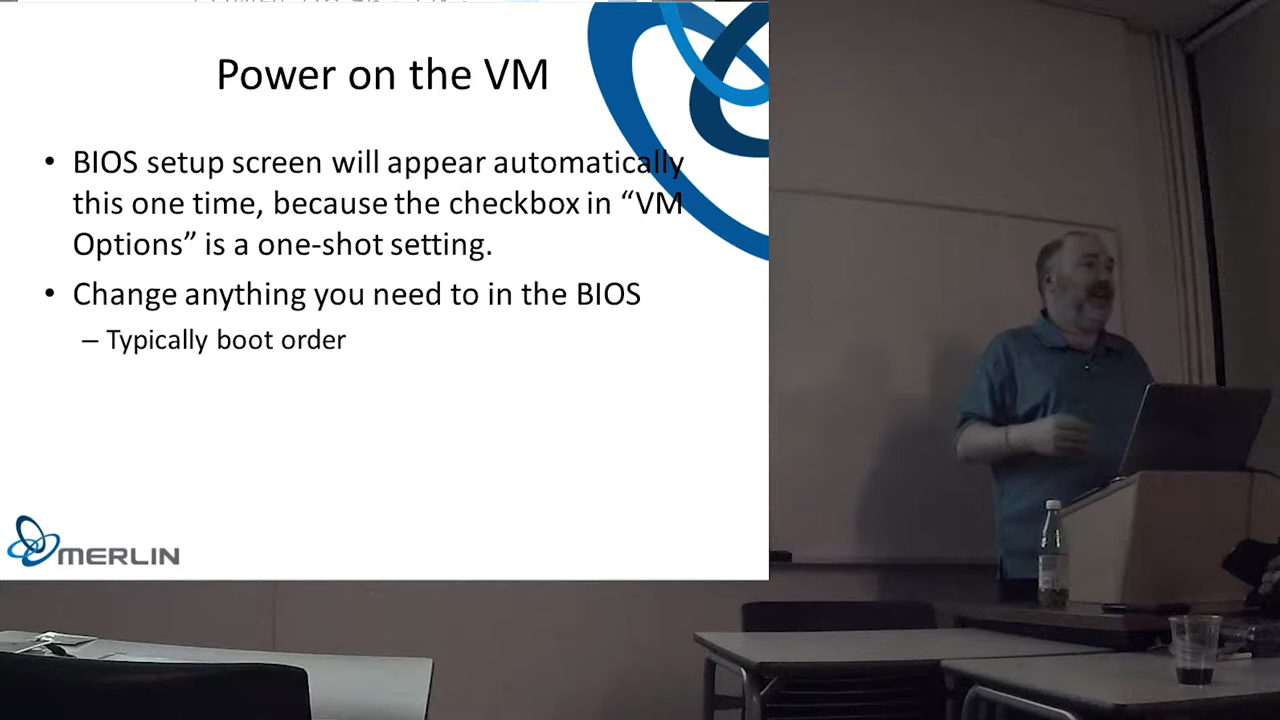 Power on the VM
• BIOS setup screen will appear automatically
this one time, because the checkbox in “VM
Options” is a one-shot setting.
• Change anything you need to in the BIOS
– Typically boot order
MERLIN